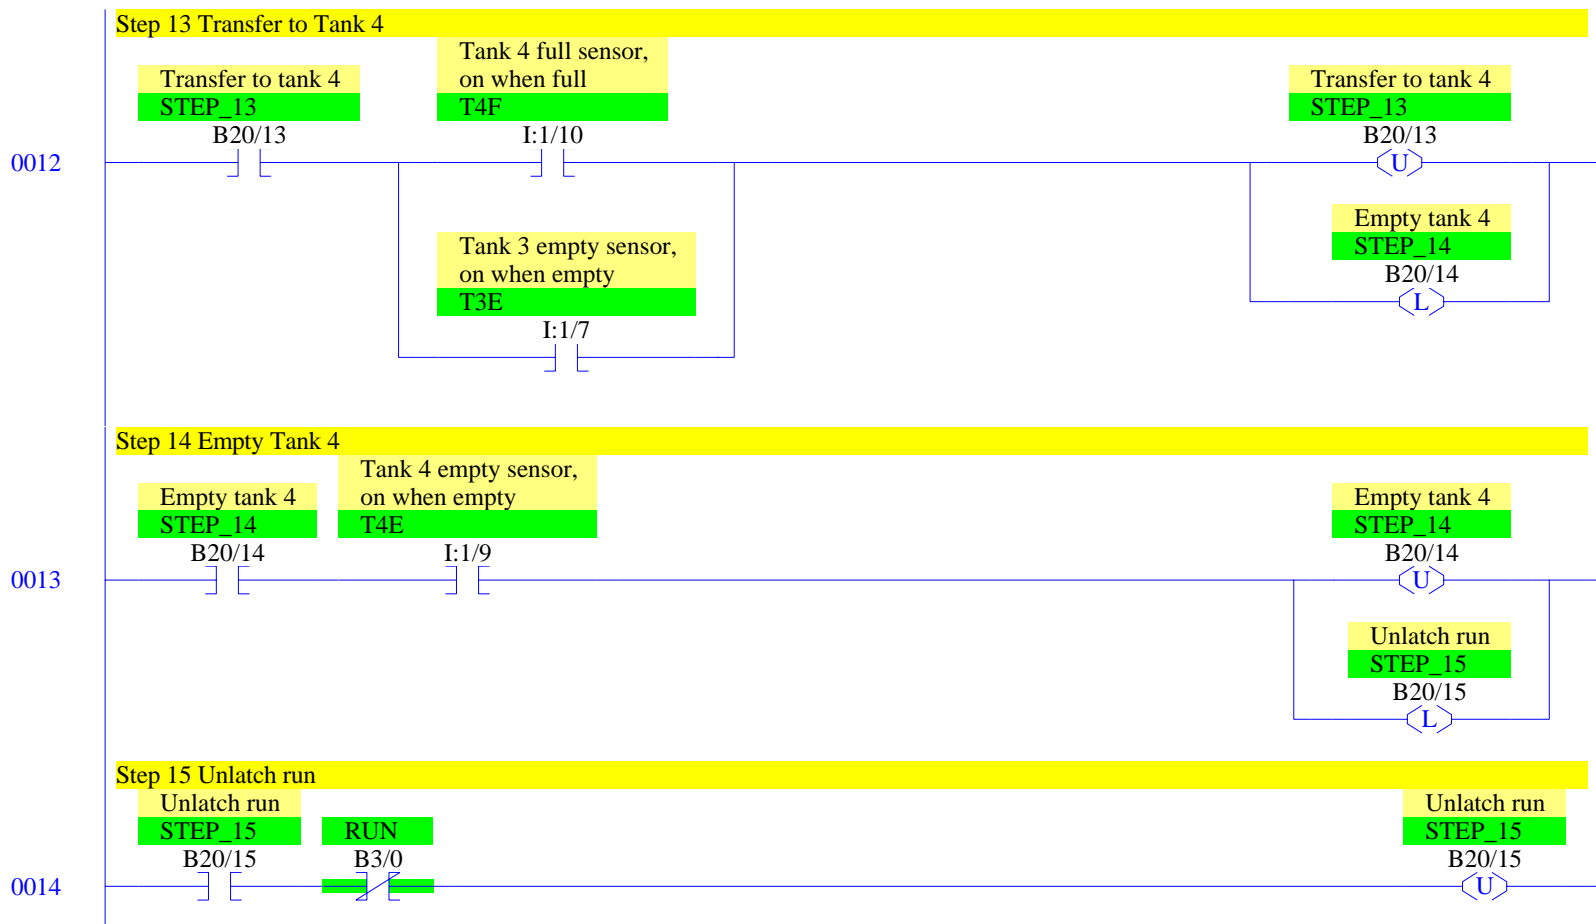 Step 13 Transfer to Tank 4
Transfer to tank 4
STEP_13
B20/13
Tank 4 full sensor,
on when full
T4F
I:1/10
Transfer to tank 4
STEP_13
B20/13
0012
U
Tank 3 empty sensor,
on when empty
T3E
I:1/7
Empty tank 4
STEP_14
B20/14
L
Step 14 Empty Tank 4
Empty tank 4
STEP_14
B20/14
Tank 4 empty sensor,
on when empty
T4E
I:1/9
Empty tank 4
STEP_14
B20/14
0013
U
Unlatch run
STEP_15
B20/15
L
Step 15 Unlatch run
Unlatch run
STEP_15
B20/15
RUN
B3/0
Unlatch run
STEP_15
B20/15
0014
U